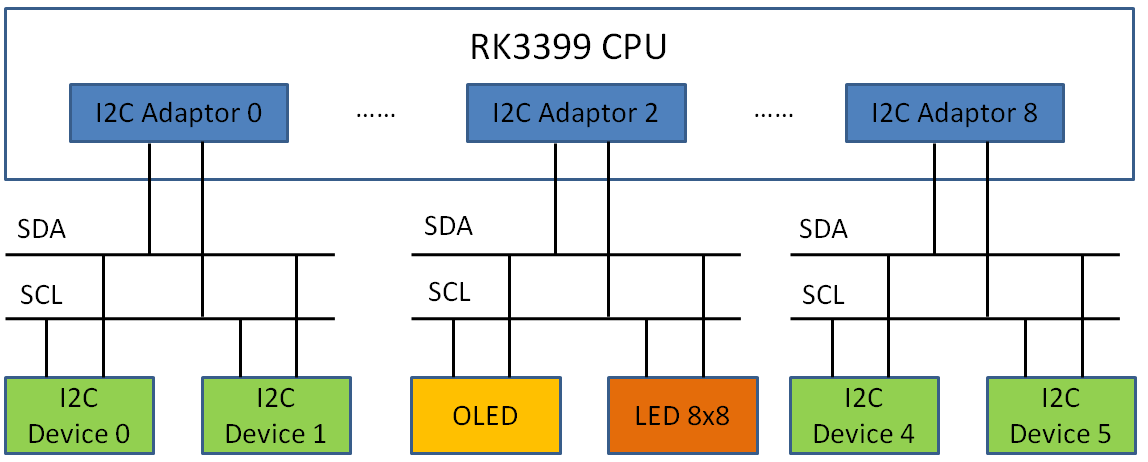 RK3399 CPU
I2C Adaptor 0
......
I2C Adaptor 2
......
I2C Adaptor 8
SDA
SCL
SDA
SCL
SDA
SCL
I2C
Device 0
I2C
Device 1
OLED
LED 8x8
I2C
Device 4
I2C
Device 5